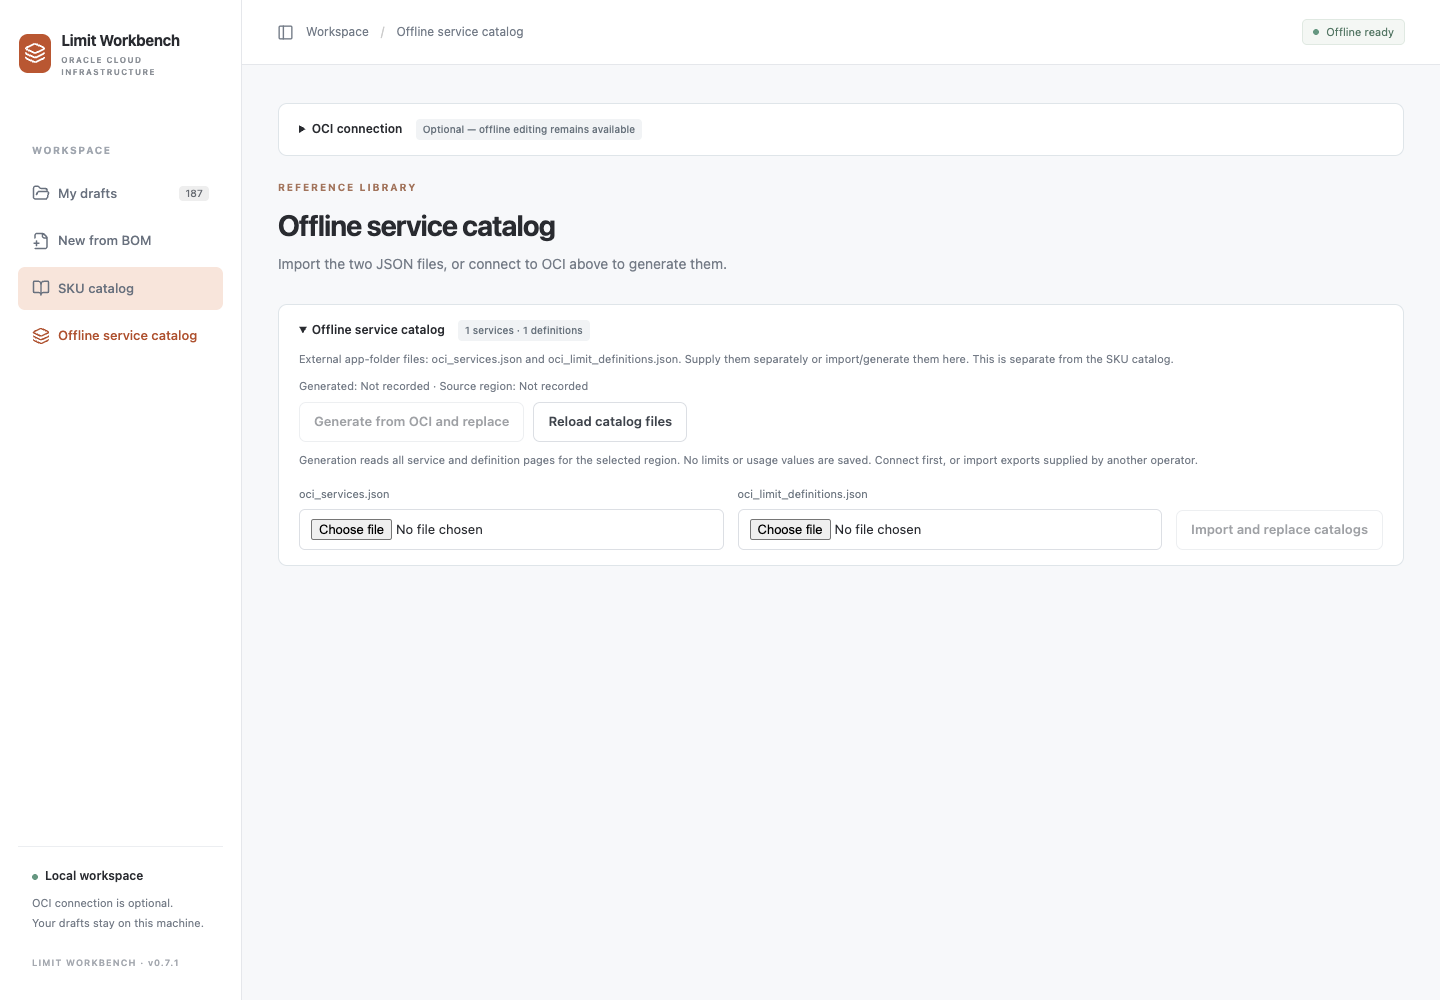 Limit Workbench
ORACLE CLOUD
INFRASTRUCTURE
WORKSPACE
My drafts 187
New from BOM
SKU catalog
Offline service catalog
Local workspace
OCI connection is optional.
Your drafts stay on this machine.
LIMIT WORKBENCH · v0.7.1
Workspace / Offline service catalog
Offline ready
OCI connection Optional — offline editing remains available
REFERENCE LIBRARY
Offline service catalog
Import the two JSON files, or connect to OCI above to generate them.
Offline service catalog 1 services · 1 definitions
External app-folder files: oci_services.json and oci_limit_definitions.json. Supply them separately or import/generate them here. This is separate from the SKU catalog.
Generated: Not recorded · Source region: Not recorded
Generate from OCI and replace Reload catalog files
Generation reads all service and definition pages for the selected region. No limits or usage values are saved. Connect first, or import exports supplied by another operator.
oci_services.json oci_limit_definitions.json
Choose file No file chosen Choose file No file chosen Import and replace catalogs